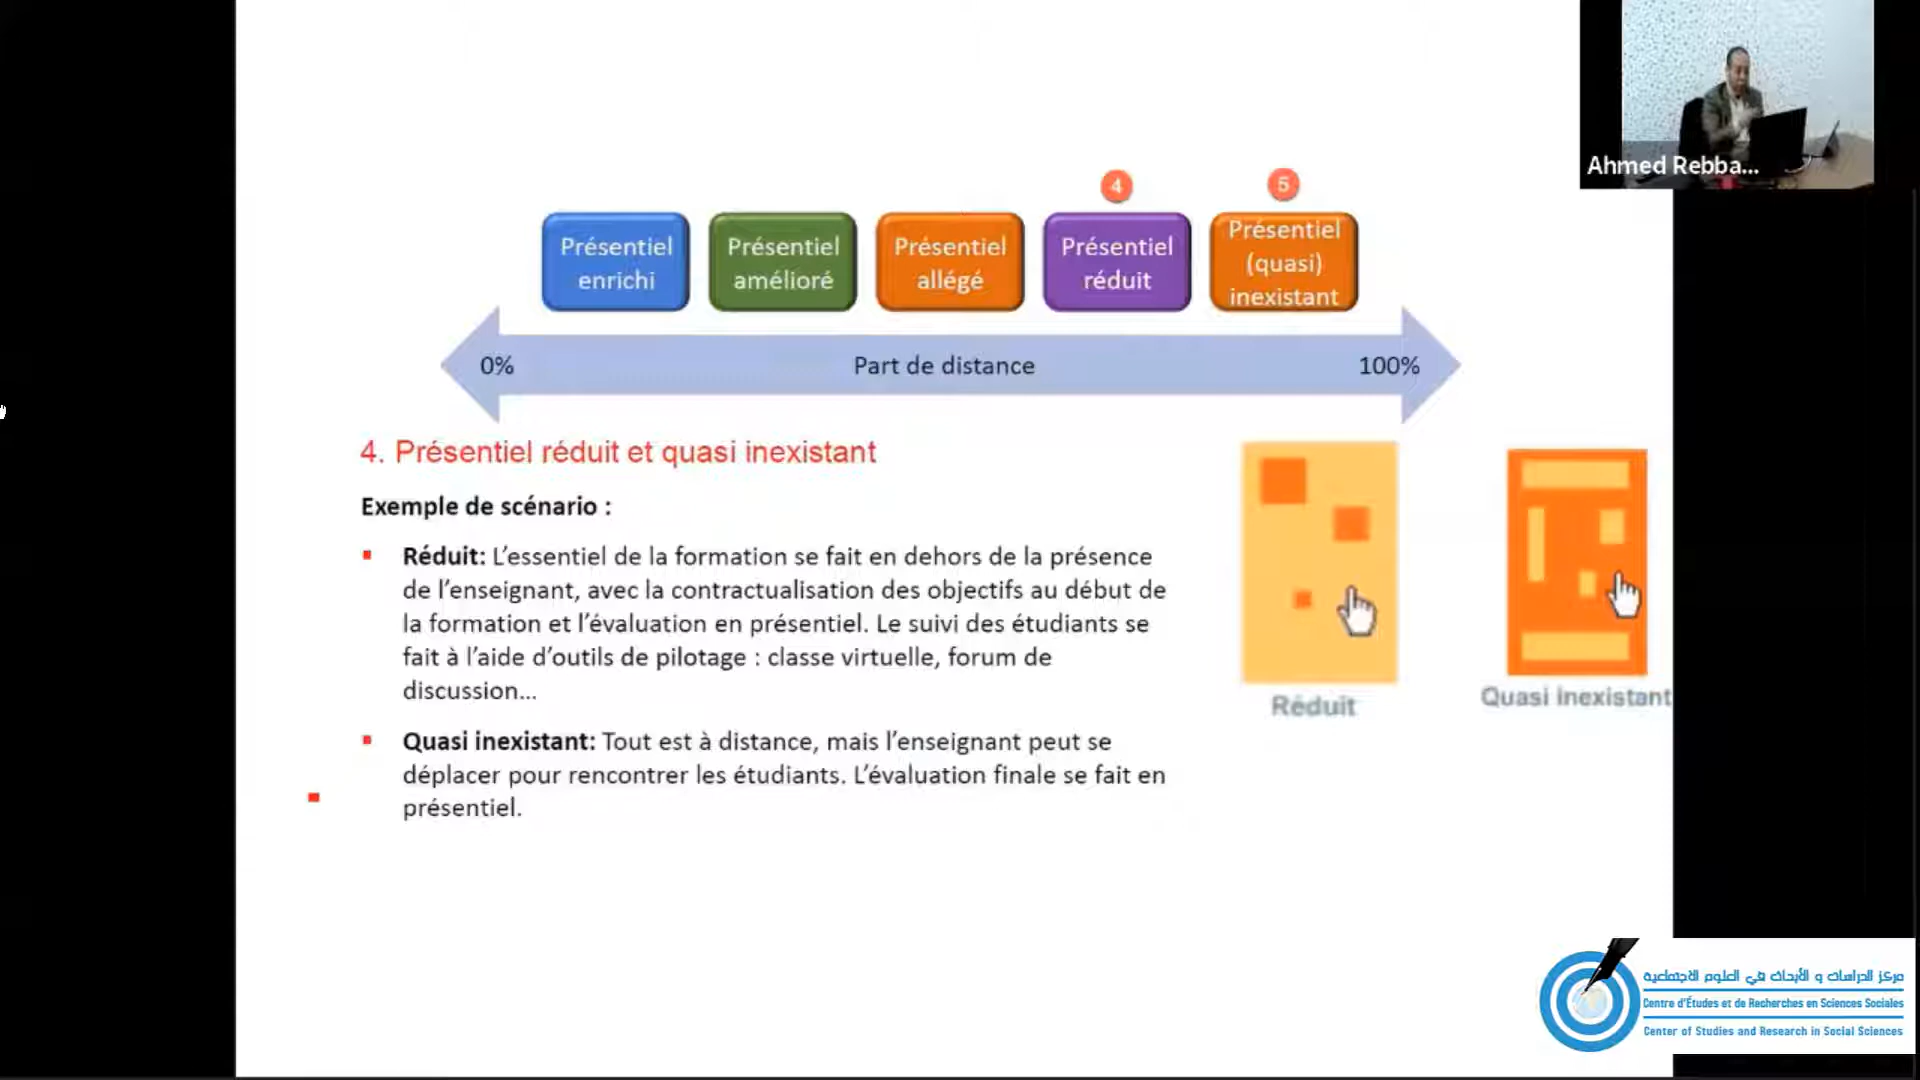 Ahmed Rebba...
4
5
Présentiel enrichi
Présentiel amélioré
Présentiel allégé
Présentiel réduit
Présentiel (quasi) inexistant
0%
Part de distance
100%
4. Présentiel réduit et quasi inexistant
Exemple de scénario :
Réduit: L'essentiel de la formation se fait en dehors de la présence
de l'enseignant, avec la contractualisation des objectifs au début de
la formation et l'évaluation en présentiel. Le suivi des étudiants se
fait à l'aide d'outils de pilotage : classe virtuelle, forum de
discussion...
Quasi inexistant: Tout est à distance, mais l'enseignant peut se
déplacer pour rencontrer les étudiants. L'évaluation finale se fait en
présentiel.
Réduit
Quasi inexistant
مركز الدراسات و الأبحاث في العلوم الاجتماعية
Centre d'Études et de Recherches en Sciences Sociales
Center of Studies and Research in Social Sciences